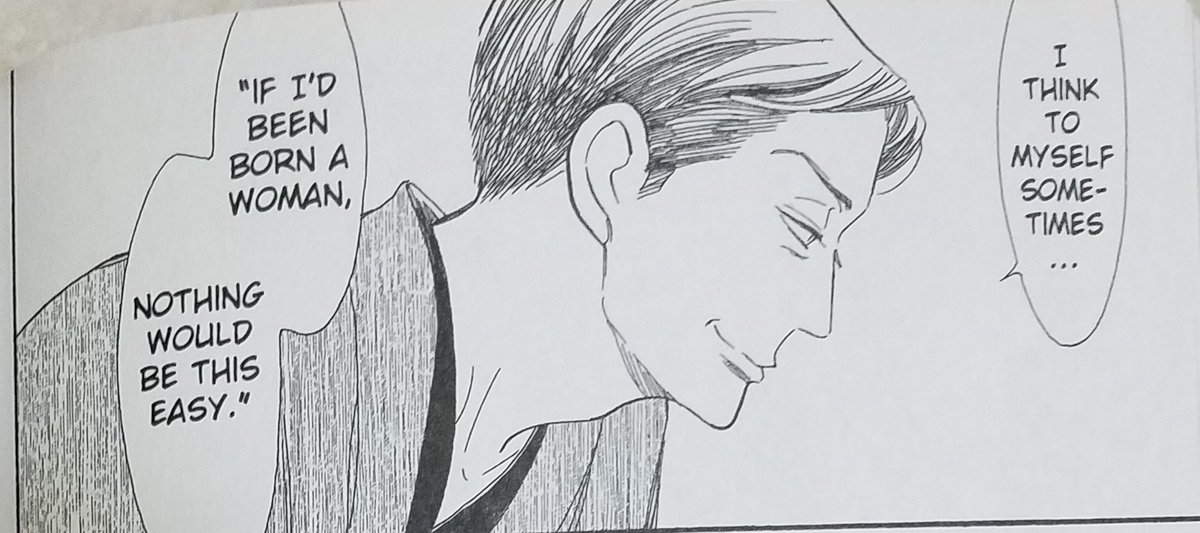 I
THINK
TO
MYSELF
SOME-
TIMES
...
"IF I'D
BEEN
BORN A
WOMAN,
NOTHING
WOULD
BE THIS
EASY."